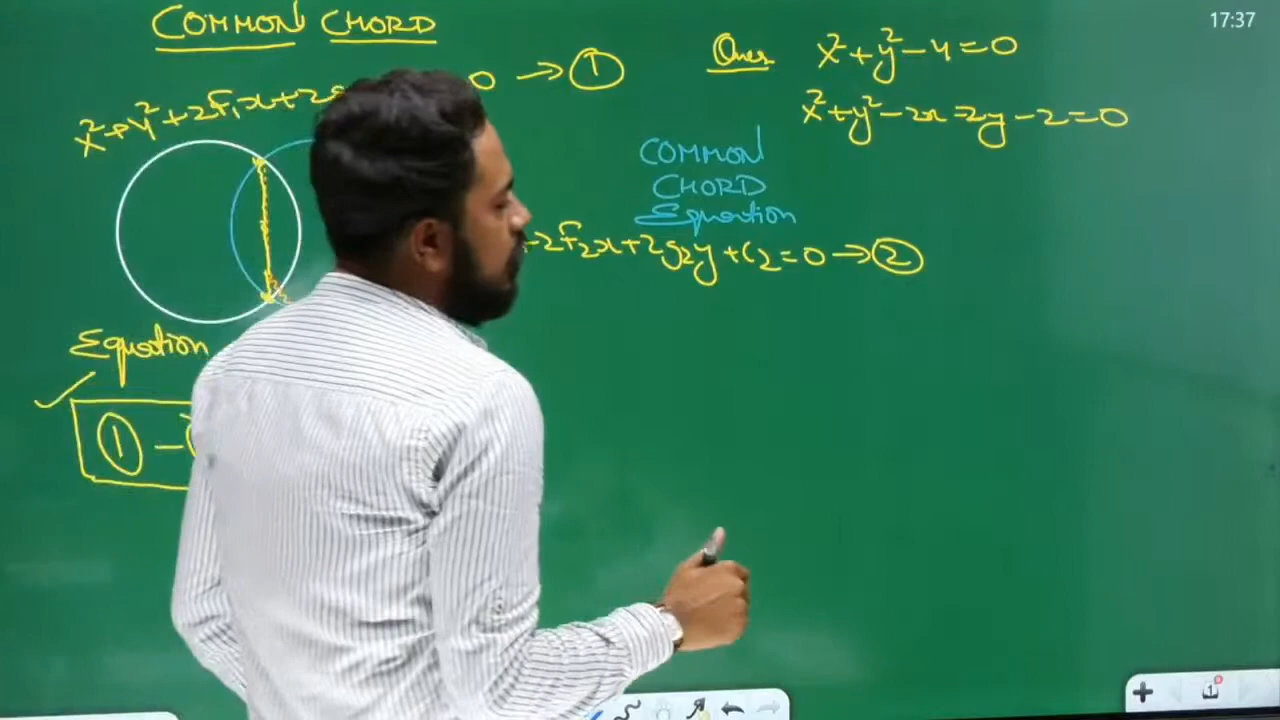 17:37
COMMON CHORD
x²+y²+2f₁x+2 0 → ①
Ques x²+y²-4=0
x²+y²-2x-2y-2=0
COMMON
CHORD
Equation
-2f₂x+2g₂y+c₂=0 → ②
Equation
① -